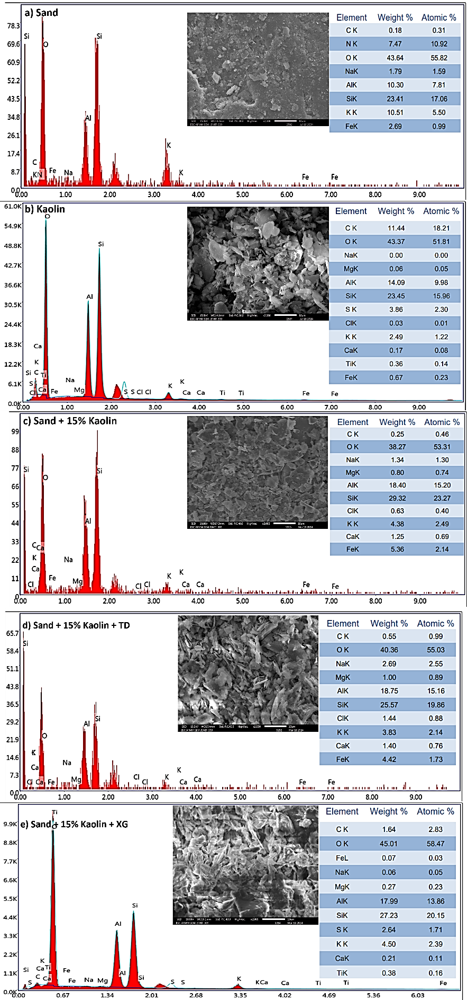 a) Sand
78.3
69.6
60.9
52.2
43.5
34.8
26.1
17.4
8.7
0.0
Si
O
Si
Al
K
C
KN
Fe
Na
K
Fe
Fe
0.00 1.00 2.00 3.00 4.00 5.00 6.00 7.00 8.00 9.00
Element Weight % Atomic %
C K 0.18 0.31
N K 7.47 10.92
O K 43.64 55.82
NaK 1.79 1.59
AlK 10.30 7.81
SiK 23.41 17.06
K K 10.51 5.50
FeK 2.69 0.99
b) Kaolin
61.0K
54.9K
48.8K
42.7K
36.6K
30.5K
24.4K
18.3K
12.2K
6.1K
0.0K
O
Si
Al
Ca
K
Si C Ti
S
Cl Ca Fe
Na
Mg
S S Cl Cl
K
K
Ca Ca Ti Ti Fe Fe
0.00 1.00 2.00 3.00 4.00 5.00 6.00 7.00 8.00 9.00
Element Weight % Atomic %
C K 11.44 18.21
O K 43.37 51.81
NaK 0.00 0.00
MgK 0.06 0.05
AlK 14.09 9.98
SiK 23.45 15.96
S K 3.86 2.30
ClK 0.03 0.01
K K 2.49 1.22
CaK 0.17 0.08
TiK 0.36 0.14
FeK 0.67 0.23
c) Sand + 15% Kaolin
99
88
77
66
55
44
33
22
11
0.00
Si
O
Si
Al
C Ca
K
Ca
Cl
Fe
Na
Mg
Cl Cl
K
K
Ca Ca
Fe Fe
0.00 1.00 2.00 3.00 4.00 5.00 6.00 7.00 8.00 9.00
Element Weight % Atomic %
C K 0.25 0.46
O K 38.27 53.31
NaK 1.34 1.30
MgK 0.80 0.74
AlK 18.40 15.20
SiK 29.32 23.27
ClK 0.63 0.40
K K 4.38 2.49
CaK 1.25 0.69
FeK 5.36 2.14
d) Sand + 15% Kaolin + TD
65.7
58.4
51.1
43.8
36.5
29.2
21.9
14.6
7.3
0.0
Si
O
Al
Si
K
Ca
Cl Ca Fe
Na
Mg
Cl Cl
K
K
Ca Ca
Fe Fe
0.00 1.00 2.00 3.00 4.00 5.00 6.00 7.00 8.00 9.00
Element Weight % Atomic %
C K 0.55 0.99
O K 40.36 55.03
NaK 2.69 2.55
MgK 1.00 0.89
AlK 18.75 15.16
SiK 25.57 19.86
ClK 1.44 0.88
K K 3.83 2.14
CaK 1.40 0.76
FeK 4.42 1.73
e) Sand + 15% Kaolin + XG
9.9K
8.8K
7.7K
6.6K
5.5K
4.4K
3.3K
2.2K
1.1K
0.0K
Ti
O
Si
Al
K
Si Ca Ti Fe
C Ca Fe
S
Na Mg
Al
Si
S S
K
K Ca Ca Ti Ti Fe
0.00 0.67 1.34 2.01 2.68 3.35 4.02 4.69 5.36 6.03
Element Weight % Atomic %
C K 1.64 2.83
O K 45.01 58.47
FeL 0.07 0.03
NaK 0.06 0.05
MgK 0.27 0.23
AlK 17.99 13.86
SiK 27.23 20.15
S K 2.64 1.71
K K 4.50 2.39
CaK 0.21 0.11
TiK 0.38 0.16